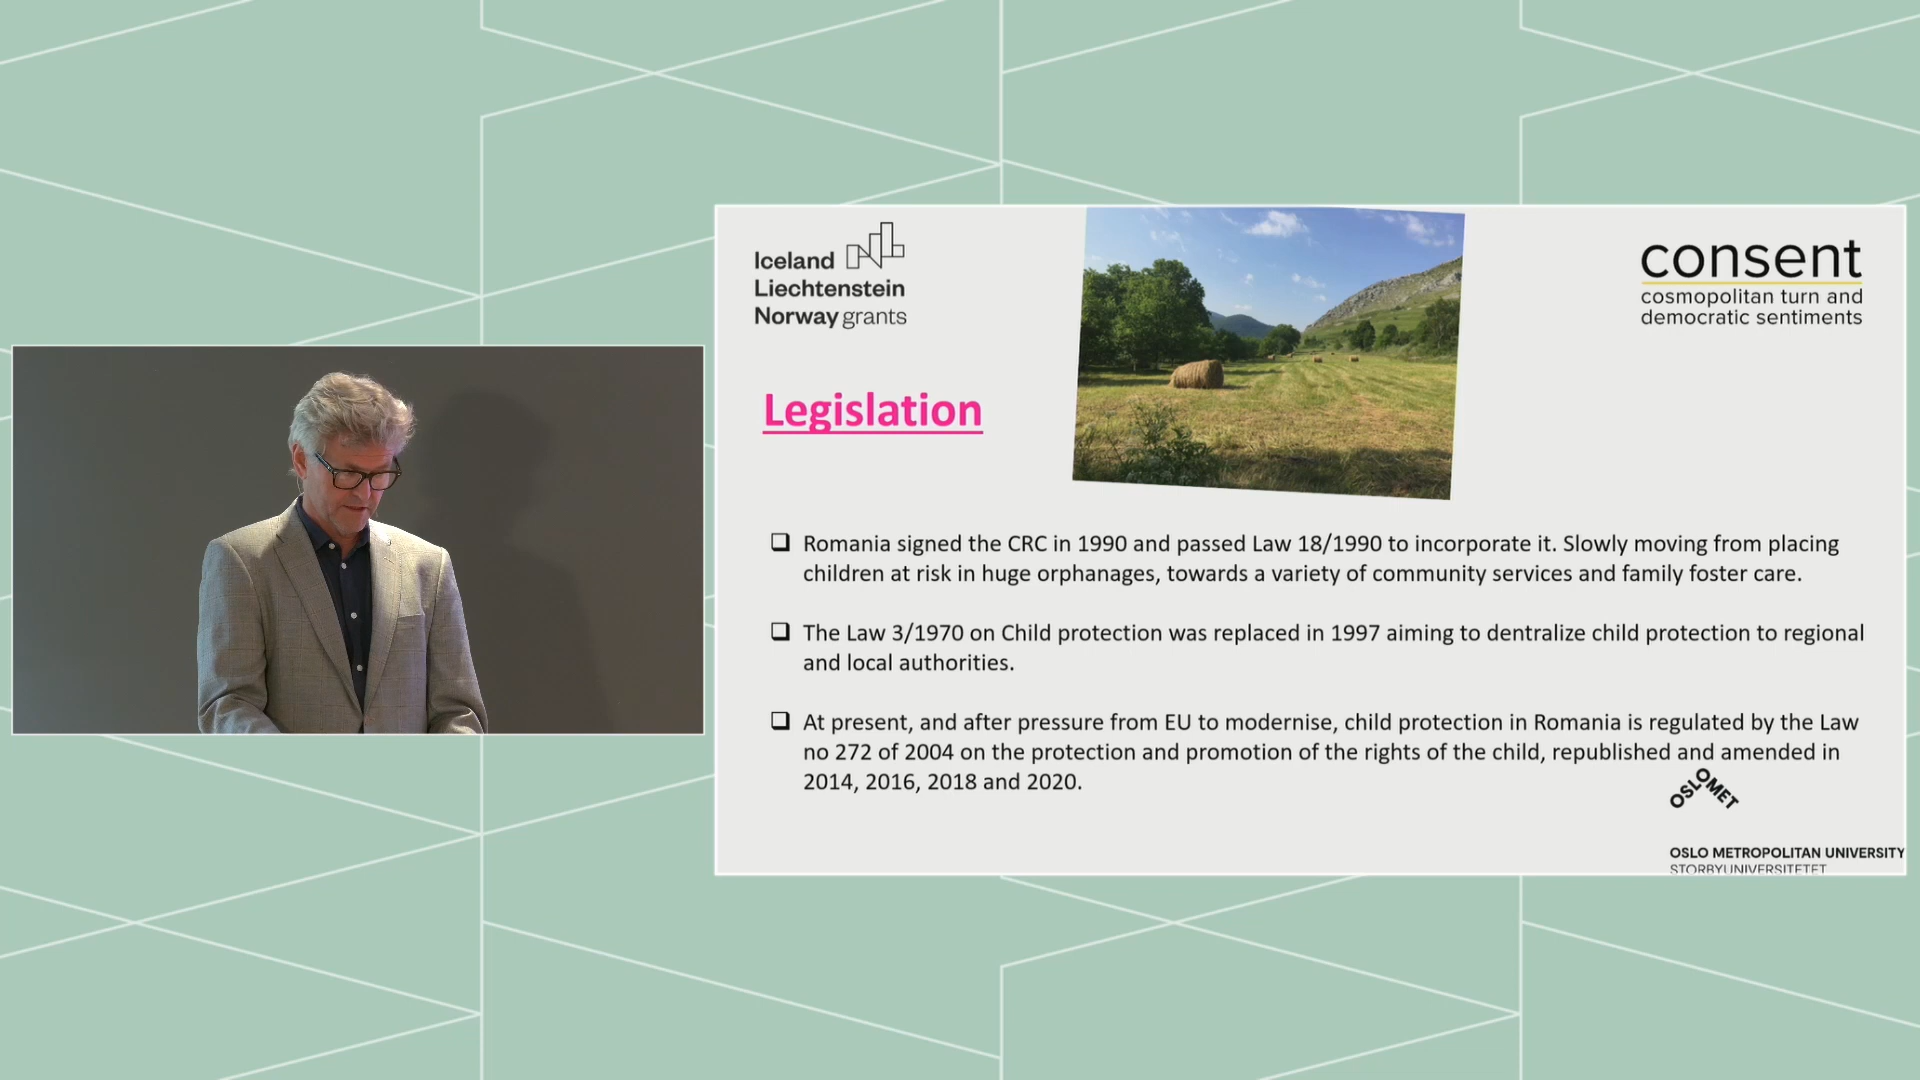 Iceland
Liechtenstein
Norway grants
consent
cosmopolitan turn and
democratic sentiments
Legislation
❑ Romania signed the CRC in 1990 and passed Law 18/1990 to incorporate it. Slowly moving from placing
children at risk in huge orphanages, towards a variety of community services and family foster care.
❑ The Law 3/1970 on Child protection was replaced in 1997 aiming to dentralize child protection to regional
and local authorities.
❑ At present, and after pressure from EU to modernise, child protection in Romania is regulated by the Law
no 272 of 2004 on the protection and promotion of the rights of the child, republished and amended in
2014, 2016, 2018 and 2020.
OSLOMET
OSLO METROPOLITAN UNIVERSITY
STORBYUNIVERSITETET